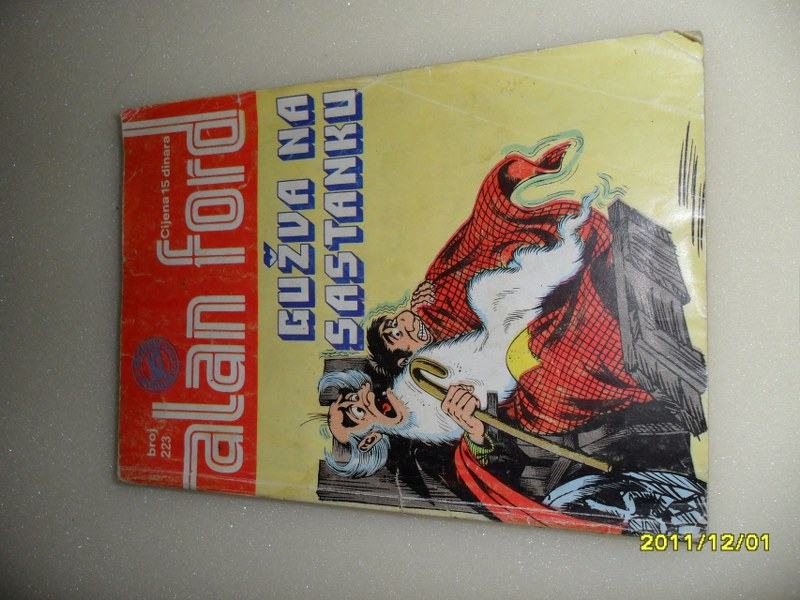 broj
223
Cijena 15 dinara
alan ford
GUŽVA NA
SASTANKU
2011/12/01